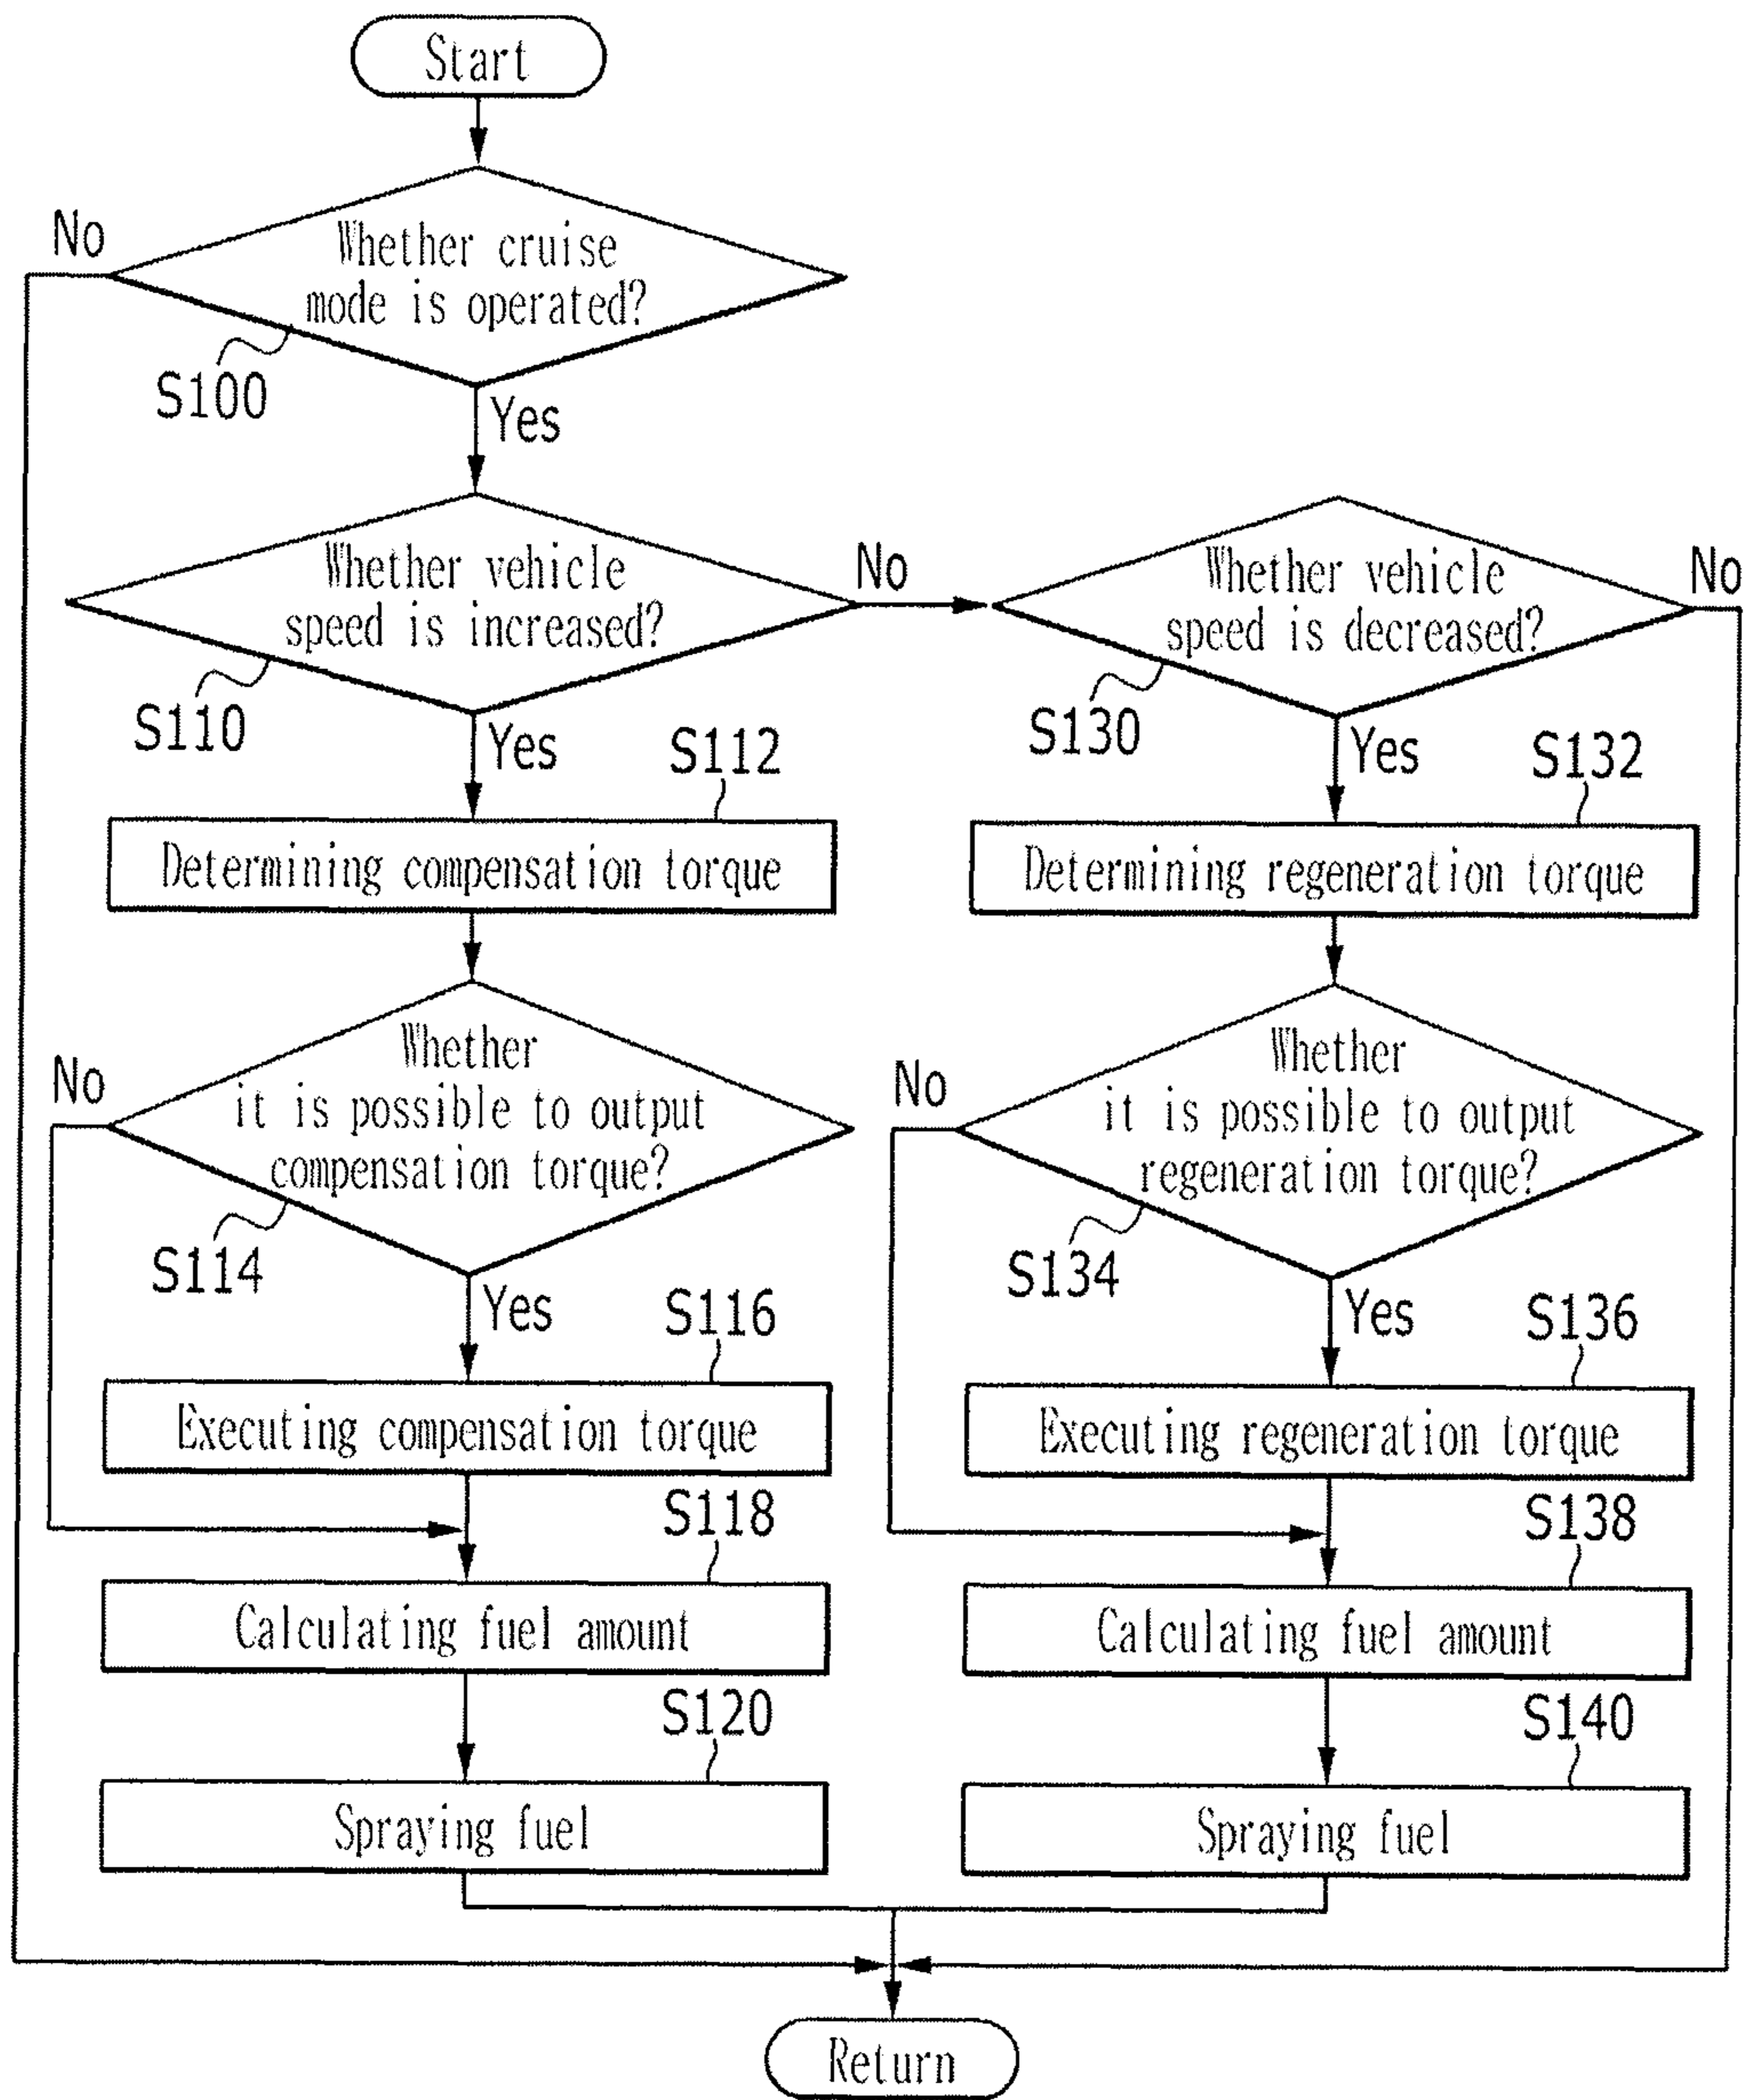 Start
No
Whether cruise
mode is operated?
S100
Yes
Whether vehicle
speed is increased?
No
S110
Yes
Whether vehicle
speed is decreased?
No
S130
Yes
S112
Determining compensation torque
S132
Determining regeneration torque
No
Whether
it is possible to output
compensation torque?
S114
Yes
No
Whether
it is possible to output
regeneration torque?
S134
Yes
S116
Executing compensation torque
S136
Executing regeneration torque
S118
Calculating fuel amount
S138
Calculating fuel amount
S120
Spraying fuel
S140
Spraying fuel
Return